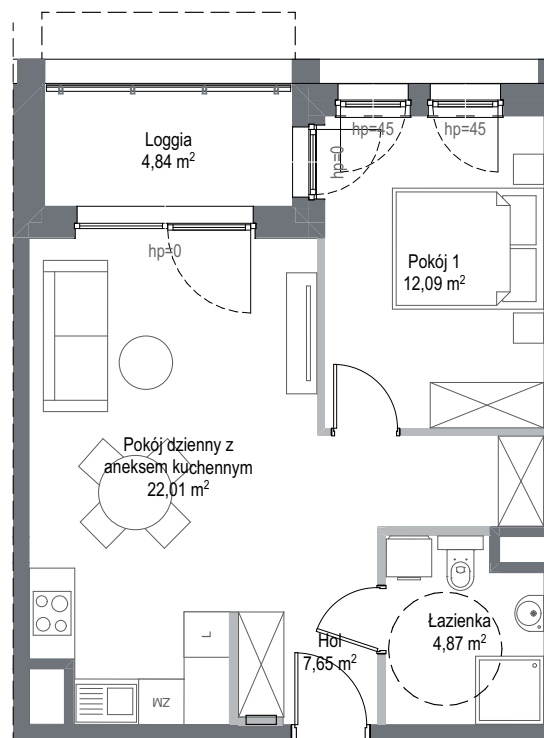 Loggia
4,84 m²
hp=45
hp=45
hp=0
hp=0
Pokój 1
12,09 m²
Pokój dzienny z
aneksem kuchennym
22,01 m²
Łazienka
4,87 m²
Hol
7,65 m²
L
ZM